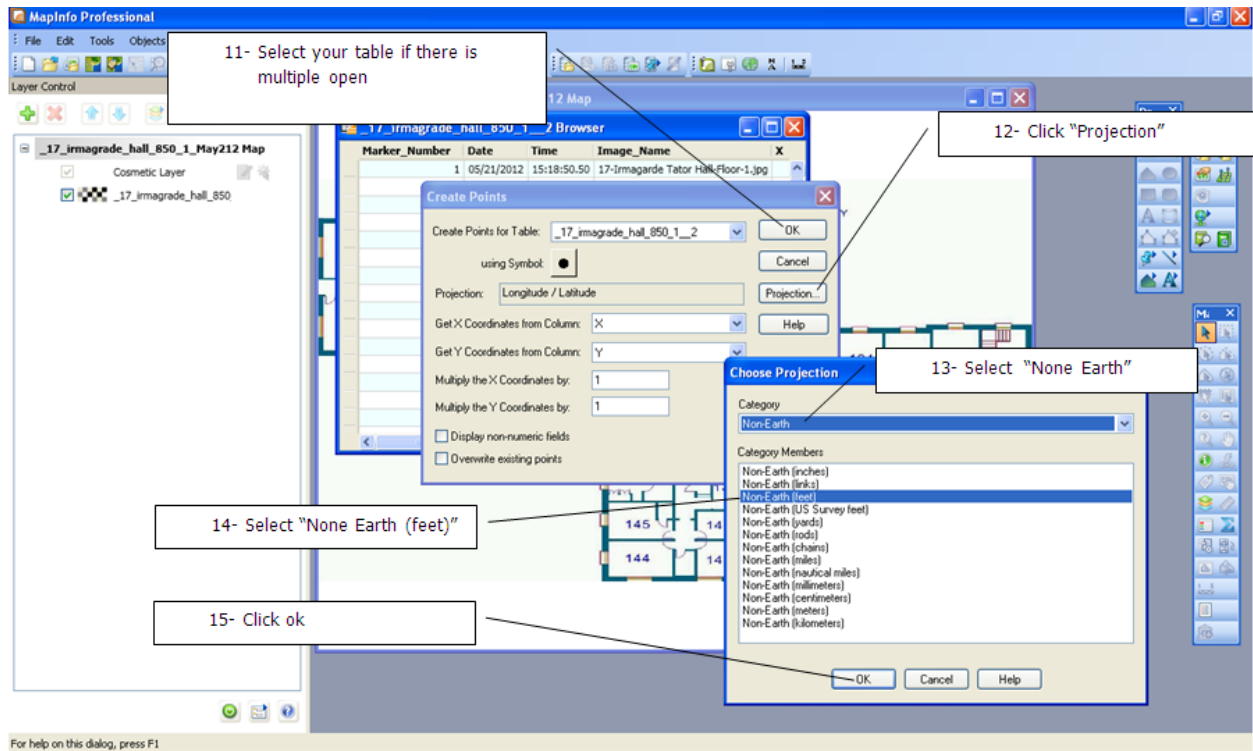 MapInfo Professional
File Edit Tools Objects
11- Select your table if there is
multiple open
Layer Control
12 Map
_17_irmagrade_hall_850_1__2 Browser
12- Click “Projection”
_17_irmagrade_hall_850_1_May212 Map
Cosmetic Layer
_17_irmagrade_hall_850
Marker_Number Date Time Image_Name X
1 05/21/2012 15:18:50.50 17-Irmagarde Tator Hall-Floor-1.jpg
Create Points
Create Points for Table: _17_irmagrade_hall_850_1__2 OK
using Symbol: Cancel
Projection: Longitude / Latitude Projection...
Get X Coordinates from Column: X Help
Get Y Coordinates from Column: Y
Multiply the X Coordinates by: 1
Multiply the Y Coordinates by: 1
Display non-numeric fields
Overwrite existing points
Choose Projection
13- Select “None Earth”
Category
Non-Earth
Category Members
Non-Earth (inches)
Non-Earth (links)
Non-Earth (feet)
Non-Earth (US Survey feet)
Non-Earth (yards)
Non-Earth (rods)
Non-Earth (chains)
Non-Earth (miles)
Non-Earth (nautical miles)
Non-Earth (millimeters)
Non-Earth (centimeters)
Non-Earth (meters)
Non-Earth (kilometers)
14- Select “None Earth (feet)”
145 14
144 14
15- Click ok
OK Cancel Help
For help on this dialog, press F1